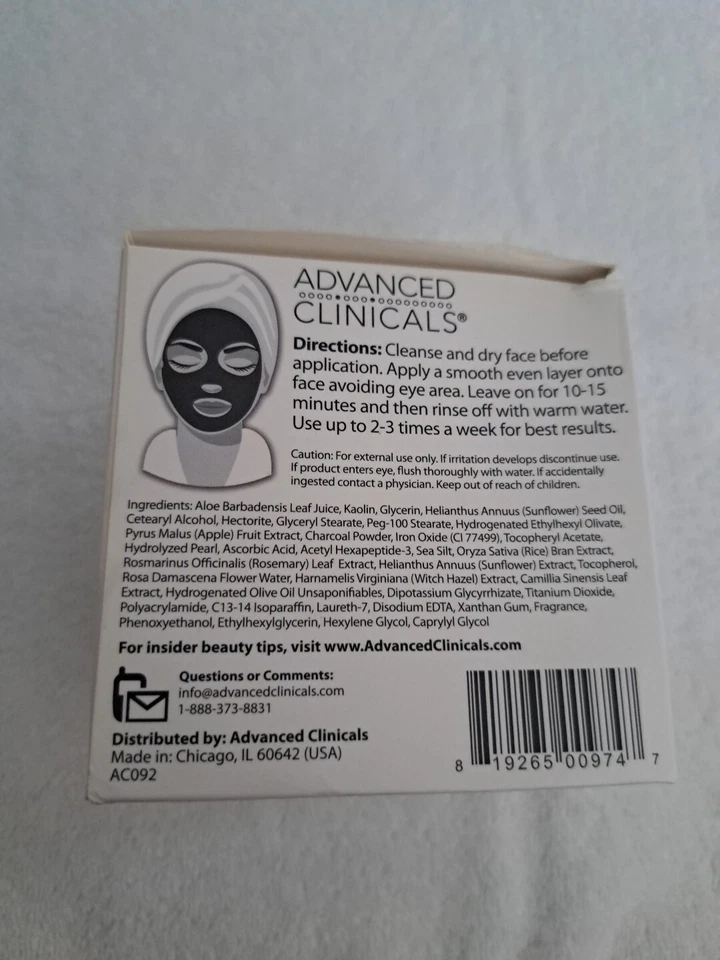 ADVANCED
CLINICALS®
Directions: Cleanse and dry face before
application. Apply a smooth even layer onto
face avoiding eye area. Leave on for 10-15
minutes and then rinse off with warm water.
Use up to 2-3 times a week for best results.
Caution: For external use only. If irritation develops discontinue use.
If product enters eye, flush thoroughly with water. If accidentally
ingested contact a physician. Keep out of reach of children.
Ingredients: Aloe Barbadensis Leaf Juice, Kaolin, Glycerin, Helianthus Annuus (Sunflower) Seed Oil,
Cetearyl Alcohol, Hectorite, Glyceryl Stearate, Peg-100 Stearate, Hydrogenated Ethylhexyl Olivate,
Pyrus Malus (Apple) Fruit Extract, Charcoal Powder, Iron Oxide (CI 77499), Tocopheryl Acetate,
Hydrolyzed Pearl, Ascorbic Acid, Acetyl Hexapeptide-3, Sea Silt, Oryza Sativa (Rice) Bran Extract,
Rosmarinus Officinalis (Rosemary) Leaf Extract, Helianthus Annuus (Sunflower) Extract, Tocopherol,
Rosa Damascena Flower Water, Harnamelis Virginiana (Witch Hazel) Extract, Camillia Sinensis Leaf
Extract, Hydrogenated Olive Oil Unsaponifiables, Dipotassium Glycyrrhizate, Titanium Dioxide,
Polyacrylamide, C13-14 Isoparaffin, Laureth-7, Disodium EDTA, Xanthan Gum, Fragrance,
Phenoxyethanol, Ethylhexylglycerin, Hexylene Glycol, Caprylyl Glycol
For insider beauty tips, visit www.AdvancedClinicals.com
Questions or Comments:
info@advancedclinicals.com
1-888-373-8831
Distributed by: Advanced Clinicals
Made in: Chicago, IL 60642 (USA)
AC092
8 19265 00974 7